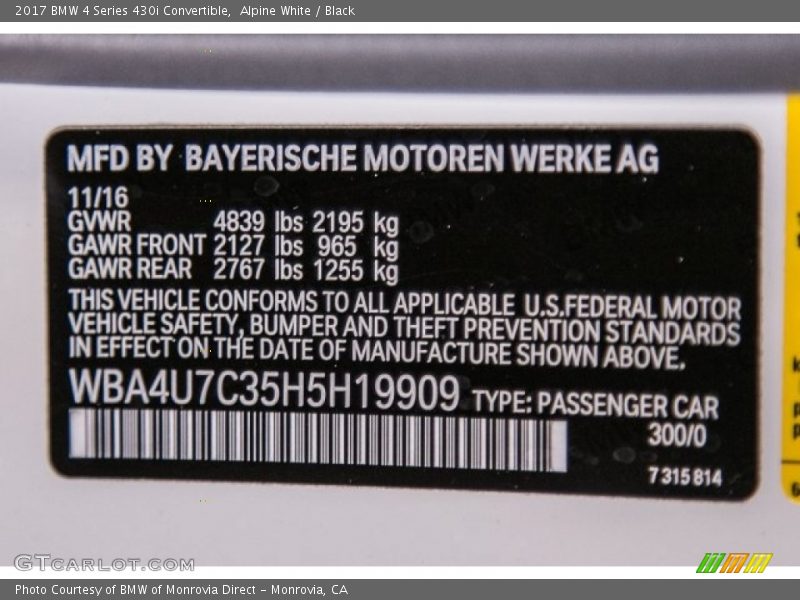 2017 BMW 4 Series 430i Convertible,  Alpine White / Black
MFD BY BAYERISCHE MOTOREN WERKE AG
11/16
GVWR 4839 lbs 2195 kg
GAWR FRONT 2127 lbs 965 kg
GAWR REAR 2767 lbs 1255 kg
THIS VEHICLE CONFORMS TO ALL APPLICABLE U.S.FEDERAL MOTOR
VEHICLE SAFETY, BUMPER AND THEFT PREVENTION STANDARDS
IN EFFECT ON THE DATE OF MANUFACTURE SHOWN ABOVE.
WBA4U7C35H5H19909 TYPE: PASSENGER CAR
300/0
7 315 814
GTCARLOT.COM
Photo Courtesy of BMW of Monrovia Direct - Monrovia, CA